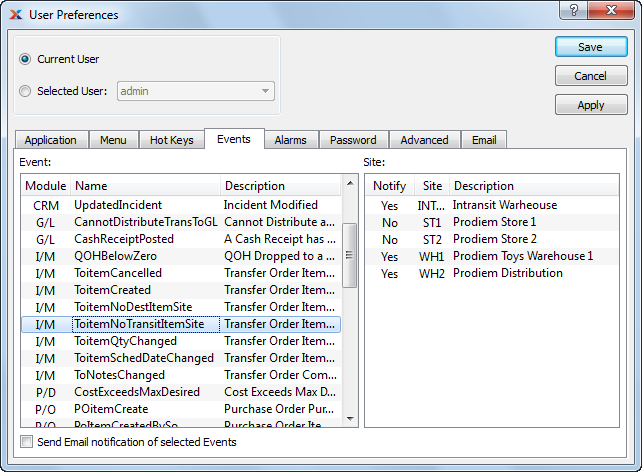 User Preferences
Current User
Selected User: admin
Save
Cancel
Apply
Application Menu Hot Keys Events Alarms Password Advanced Email
Event:
Module Name Description
CRM UpdatedIncident Incident Modified
G/L CannotDistributeTransToGL Cannot Distribute a...
G/L CashReceiptPosted A Cash Receipt has ...
I/M QOHBelowZero QOH Dropped to a ...
I/M ToitemCancelled Transfer Order Item...
I/M ToitemCreated Transfer Order Item...
I/M ToitemNoDestItemSite Transfer Order Item...
I/M ToitemNoTransitItemSite Transfer Order Item...
I/M ToitemQtyChanged Transfer Order Item...
I/M ToitemSchedDateChanged Transfer Order Item...
I/M ToNotesChanged Transfer Order Com...
P/D CostExceedsMaxDesired Cost Exceeds Max D...
P/O POitemCreate Purchase Order Pur...
P/O PoItemCreatedBySo Purchase Order Ite...
Site:
Notify Site Description
Yes INT... Intransit Warheouse
No ST1 Prodiem Store 1
No ST2 Prodiem Store 2
Yes WH1 Prodiem Toys Warehouse 1
Yes WH2 Prodiem Distribution
Send Email notification of selected Events